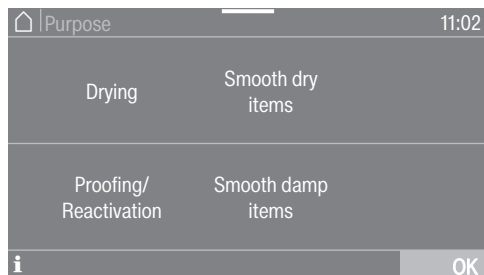 Purpose
11:02
Drying
Smooth dry
items
Proofing/
Reactivation
Smooth damp
items
i
OK